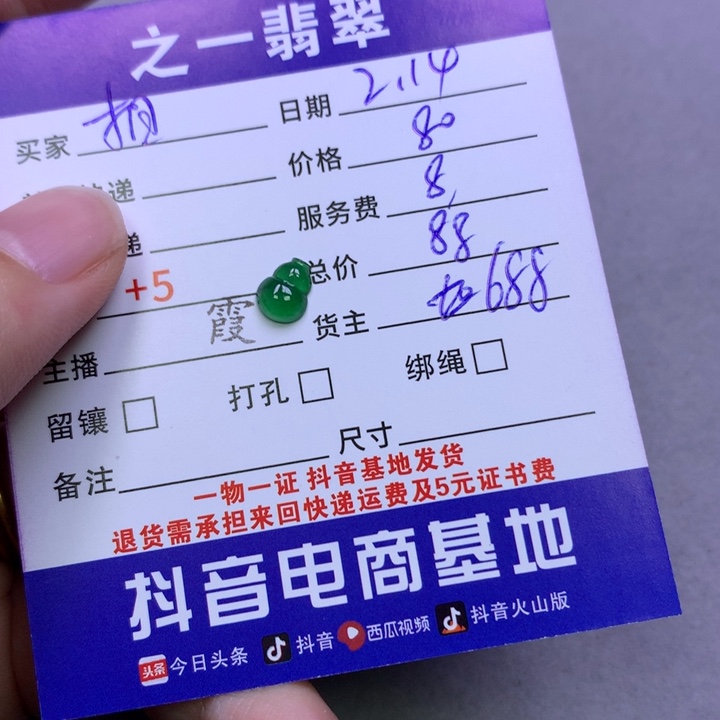 之一翡翠
买家 日期 2.14
递 价格 80
递 服务费 8
+5 总价 88
主播 霞 货主 688
留镶 打孔 绑绳
备注 尺寸
一物一证 抖音基地发货
退货需承担来回快递运费及5元证书费
抖音电商基地
头条 今日头条 抖音 西瓜视频 抖音火山版